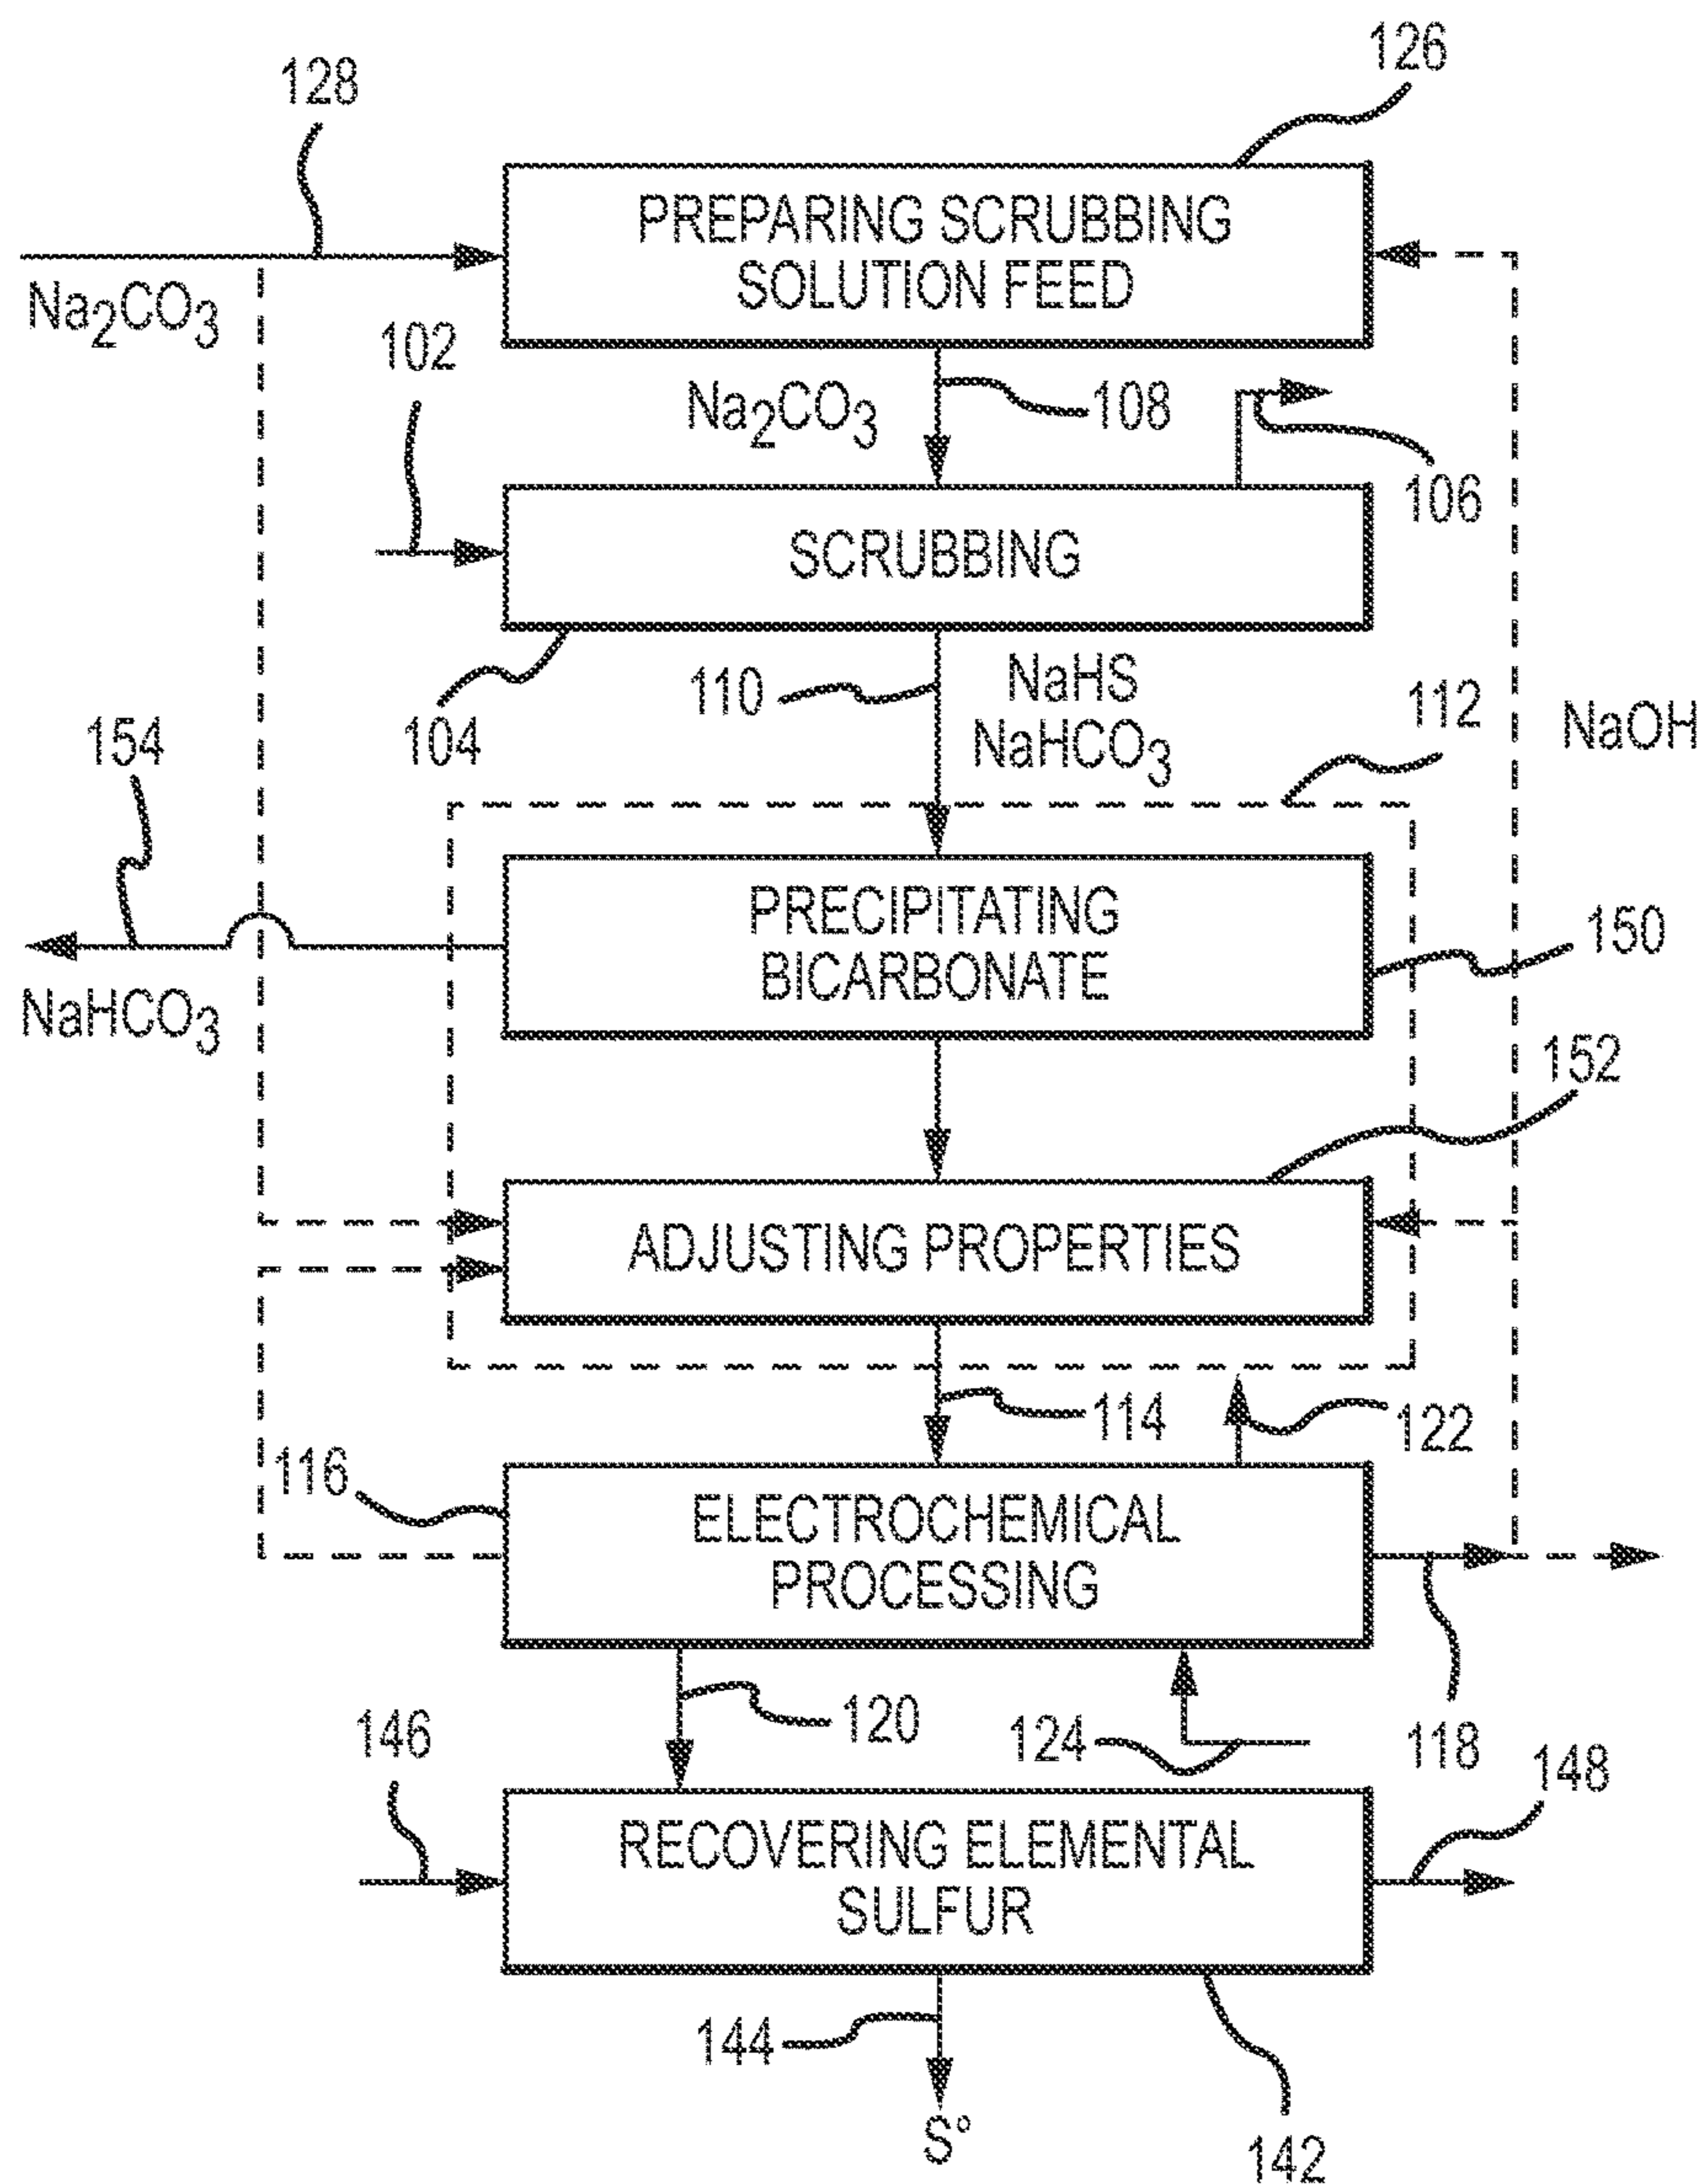 126
128
PREPARING SCRUBBING
SOLUTION FEED
Na2CO3
102
Na2CO3
108
106
SCRUBBING
104
110
NaHS
NaHCO3
112
NaOH
154
PRECIPITATING
BICARBONATE
150
NaHCO3
152
ADJUSTING PROPERTIES
114
122
116
ELECTROCHEMICAL
PROCESSING
120
124
118
146
148
RECOVERING ELEMENTAL
SULFUR
144
S°
142